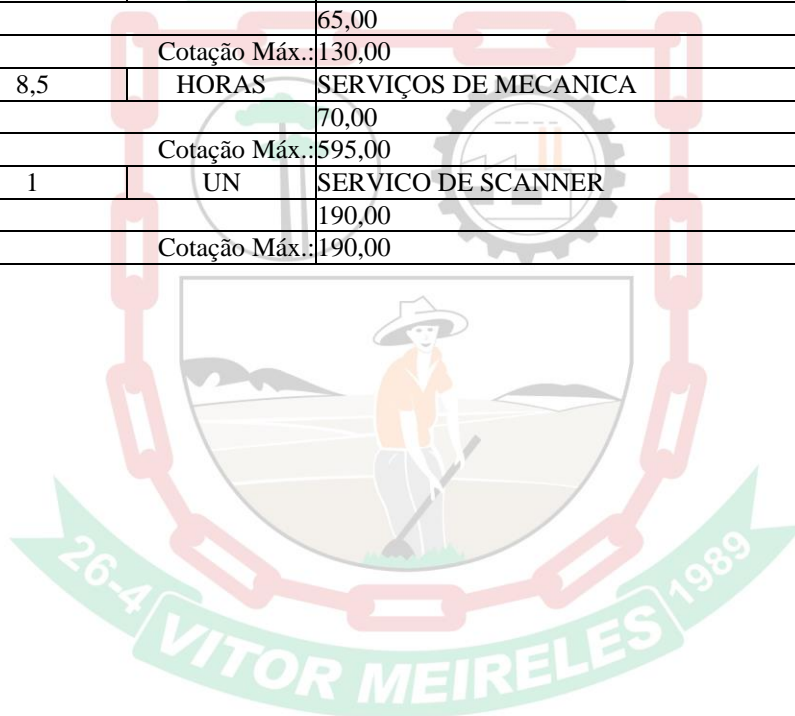 65,00
Cotação Máx.: 130,00
8,5 HORAS SERVIÇOS DE MECANICA
70,00
Cotação Máx.: 595,00
1 UN SERVICO DE SCANNER
190,00
Cotação Máx.: 190,00
26-4 VITOR MEIRELES 1989